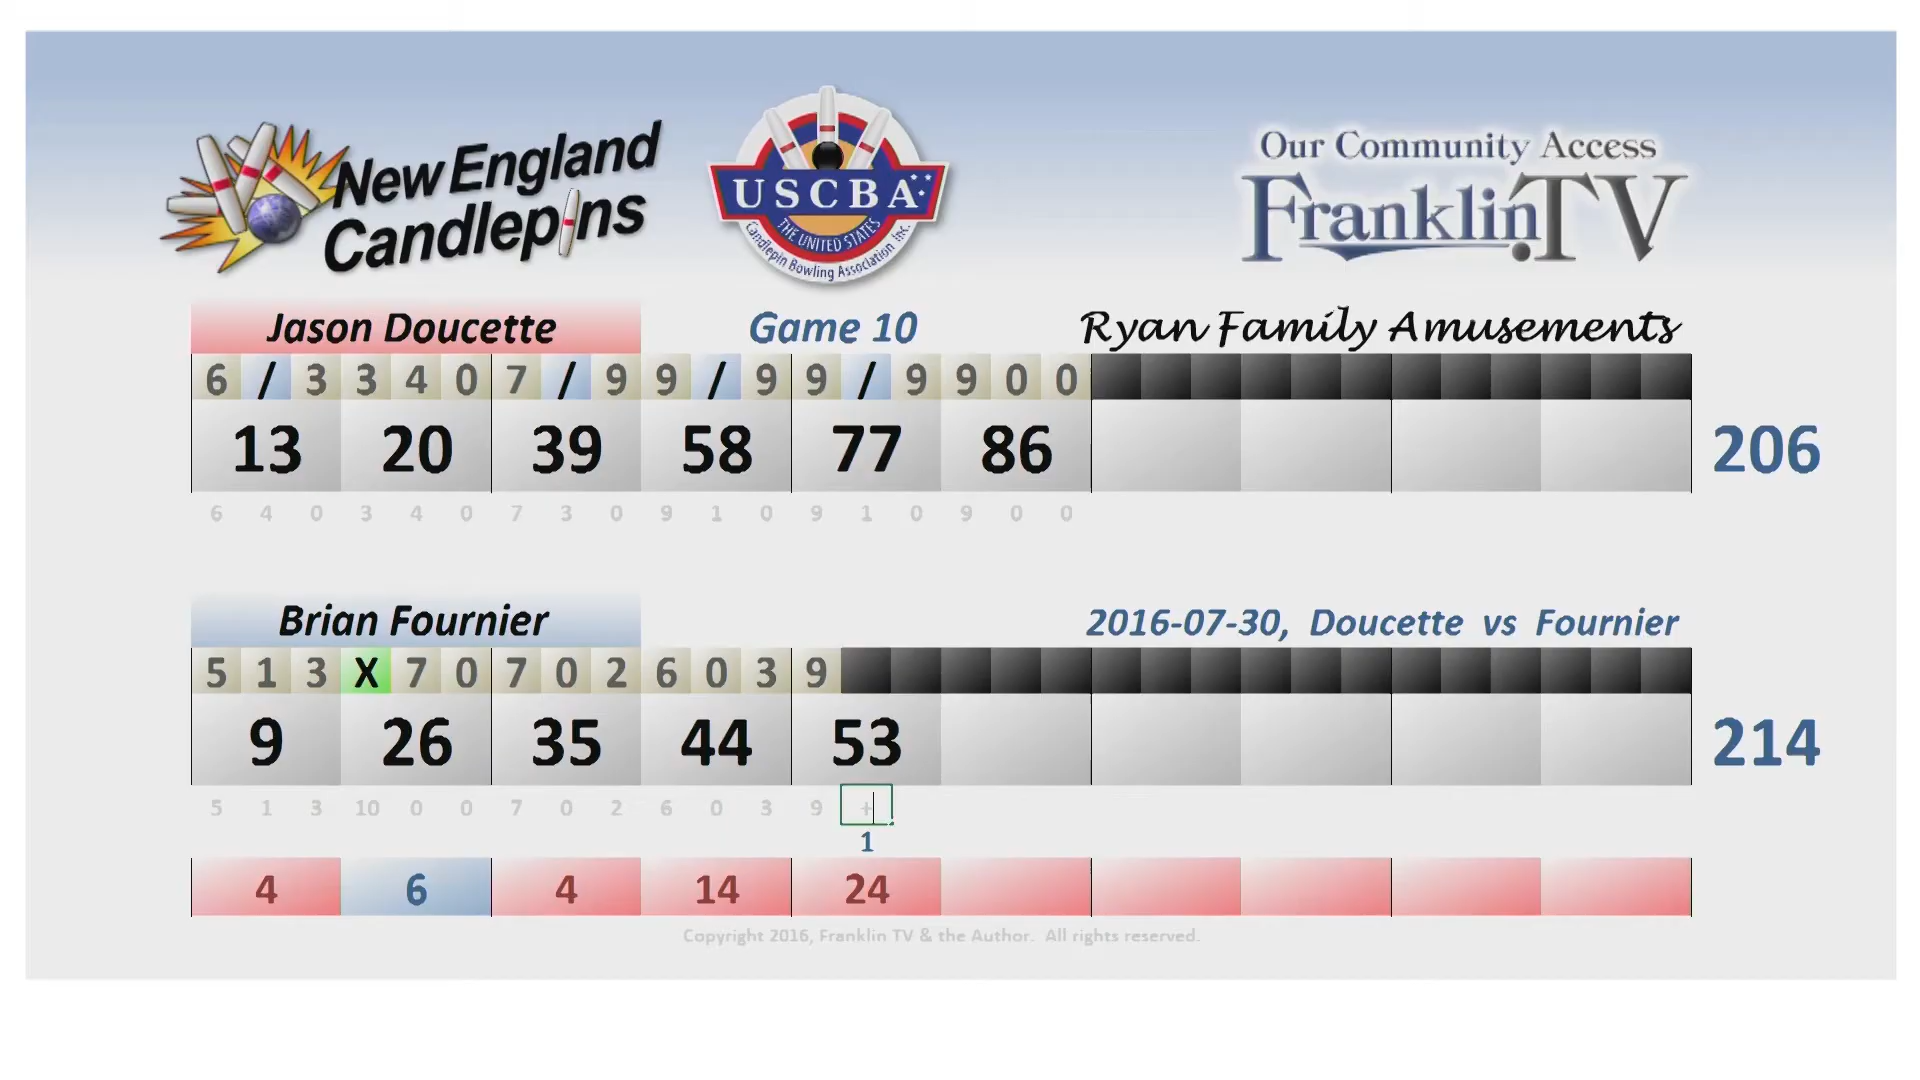 New England
Candlepins
USCBA
THE UNITED STATES
Candlepin Bowling Association, Inc.
Our Community Access
Franklin.TV
Jason Doucette
Game 10
Ryan Family Amusements
6 / 3 3 4 0 7 / 9 9 / 9 9 / 9 9 0 0
13 20 39 58 77 86
206
6 4 0 3 4 0 7 3 0 9 1 0 9 1 0 9 0 0
Brian Fournier
2016-07-30, Doucette vs Fournier
5 1 3 X 7 0 7 0 2 6 0 3 9
9 26 35 44 53
214
5 1 3 10 0 0 7 0 2 6 0 3 9 +
1
4 6 4 14 24
Copyright 2016, Franklin TV & the Author. All rights reserved.